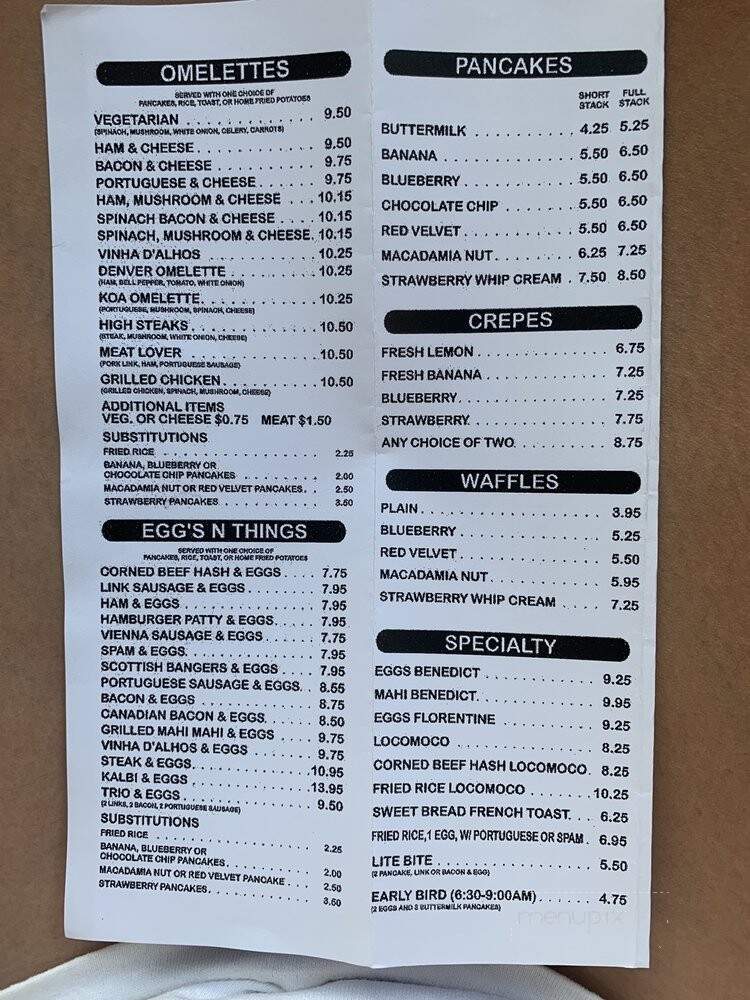 OMELETTES
SERVED WITH ONE CHOICE OF
PANCAKES, RICE, TOAST, OR HOME FRIED POTATOES
VEGETARIAN . . . . . . . . . . . . 9.50
(SPINACH, MUSHROOM, WHITE ONION, CELERY, CARROTS)
HAM & CHEESE . . . . . . . . . . 9.50
BACON & CHEESE . . . . . . . . 9.75
PORTUGUESE & CHEESE . . . . . 9.75
HAM, MUSHROOM & CHEESE . . . 10.15
SPINACH BACON & CHEESE . . . . 10.15
SPINACH, MUSHROOM & CHEESE. 10.15
VINHA D'ALHOS . . . . . . . . . . 10.25
DENVER OMELETTE . . . . . . . . 10.25
(HAM, BELL PEPPER, TOMATO, WHITE ONION)
KOA OMELETTE. . . . . . . . . . . 10.25
(PORTUGUESE, MUSHROOM, SPINACH, CHEESE)
HIGH STEAKS . . . . . . . . . . . . 10.50
(STEAK, MUSHROOM, WHITE ONION, CHEESE)
MEAT LOVER . . . . . . . . . . . . 10.50
(PORK LINK, HAM, PORTUGUESE SAUSAGE)
GRILLED CHICKEN . . . . . . . . . 10.50
(GRILLED CHICKEN, SPINACH, MUSHROOM, CHEESE)
ADDITIONAL ITEMS
VEG. OR CHEESE $0.75 MEAT $1.50
SUBSTITUTIONS
FRIED RICE . . . . . . . . . . . . . . 2.25
BANANA, BLUEBERRY OR
CHOCOLATE CHIP PANCAKES . . . . . . . 2.00
MACADAMIA NUT OR RED VELVET PANCAKES. . . 2.50
STRAWBERRY PANCAKES . . . . . . . . 3.50
EGG'S N THINGS
SERVED WITH ONE CHOICE OF
PANCAKES, RICE, TOAST, OR HOME FRIED POTATOES
CORNED BEEF HASH & EGGS . . . . 7.75
LINK SAUSAGE & EGGS . . . . . . . 7.95
HAM & EGGS . . . . . . . . . . . . 7.95
HAMBURGER PATTY & EGGS. . . . . 7.95
VIENNA SAUSAGE & EGGS . . . . . . 7.75
SPAM & EGGS. . . . . . . . . . . . 7.95
SCOTTISH BANGERS & EGGS . . . . 7.95
PORTUGUESE SAUSAGE & EGGS. . 8.55
BACON & EGGS . . . . . . . . . . 8.75
CANADIAN BACON & EGGS. . . . . . 8.50
GRILLED MAHI MAHI & EGGS . . . . 9.75
VINHA D'ALHOS & EGGS . . . . . . 9.75
STEAK & EGGS. . . . . . . . . . . .10.95
KALBI & EGGS . . . . . . . . . . . .13.95
TRIO & EGGS . . . . . . . . . . . . 9.50
(2 LINKS, 2 BACON, 2 PORTUGUESE SAUSAGE)
SUBSTITUTIONS
FRIED RICE . . . . . . . . . . . . . . 2.25
BANANA, BLUEBERRY OR
CHOCOLATE CHIP PANCAKES. . . . . . . . 2.00
MACADAMIA NUT OR RED VELVET PANCAKE . . . 2.50
STRAWBERRY PANCAKES. . . . . . . . . 3.50
PANCAKES
SHORT STACK FULL STACK
BUTTERMILK . . . . . . . . . . . 4.25 5.25
BANANA . . . . . . . . . . . . . 5.50 6.50
BLUEBERRY . . . . . . . . . . . . 5.50 6.50
CHOCOLATE CHIP . . . . . . . . 5.50 6.50
RED VELVET . . . . . . . . . . . 5.50 6.50
MACADAMIA NUT . . . . . . . . . 6.25 7.25
STRAWBERRY WHIP CREAM . 7.50 8.50
CREPES
FRESH LEMON . . . . . . . . . . . . . 6.75
FRESH BANANA . . . . . . . . . . . . 7.25
BLUEBERRY. . . . . . . . . . . . . . . 7.25
STRAWBERRY. . . . . . . . . . . . . . 7.75
ANY CHOICE OF TWO. . . . . . . . . . 8.75
WAFFLES
PLAIN . . . . . . . . . . . . . . . . . 3.95
BLUEBERRY . . . . . . . . . . . . . . 5.25
RED VELVET . . . . . . . . . . . . . . 5.50
MACADAMIA NUT. . . . . . . . . . . . 5.95
STRAWBERRY WHIP CREAM . . . . 7.25
SPECIALTY
EGGS BENEDICT . . . . . . . . . . . 9.25
MAHI BENEDICT. . . . . . . . . . . . 9.95
EGGS FLORENTINE . . . . . . . . . 9.25
LOCOMOCO . . . . . . . . . . . . . 8.25
CORNED BEEF HASH LOCOMOCO. 8.25
FRIED RICE LOCOMOCO . . . . . . . 10.25
SWEET BREAD FRENCH TOAST. . . 6.25
FRIED RICE,1 EGG, W/ PORTUGUESE OR SPAM . 6.95
LITE BITE . . . . . . . . . . . . . . . 5.50
(2 PANCAKE, LINK OR BACON & EGG)
EARLY BIRD (6:30-9:00AM) . . . . . . 4.75
(2 EGGS AND 3 BUTTERMILK PANCAKES)
menupix